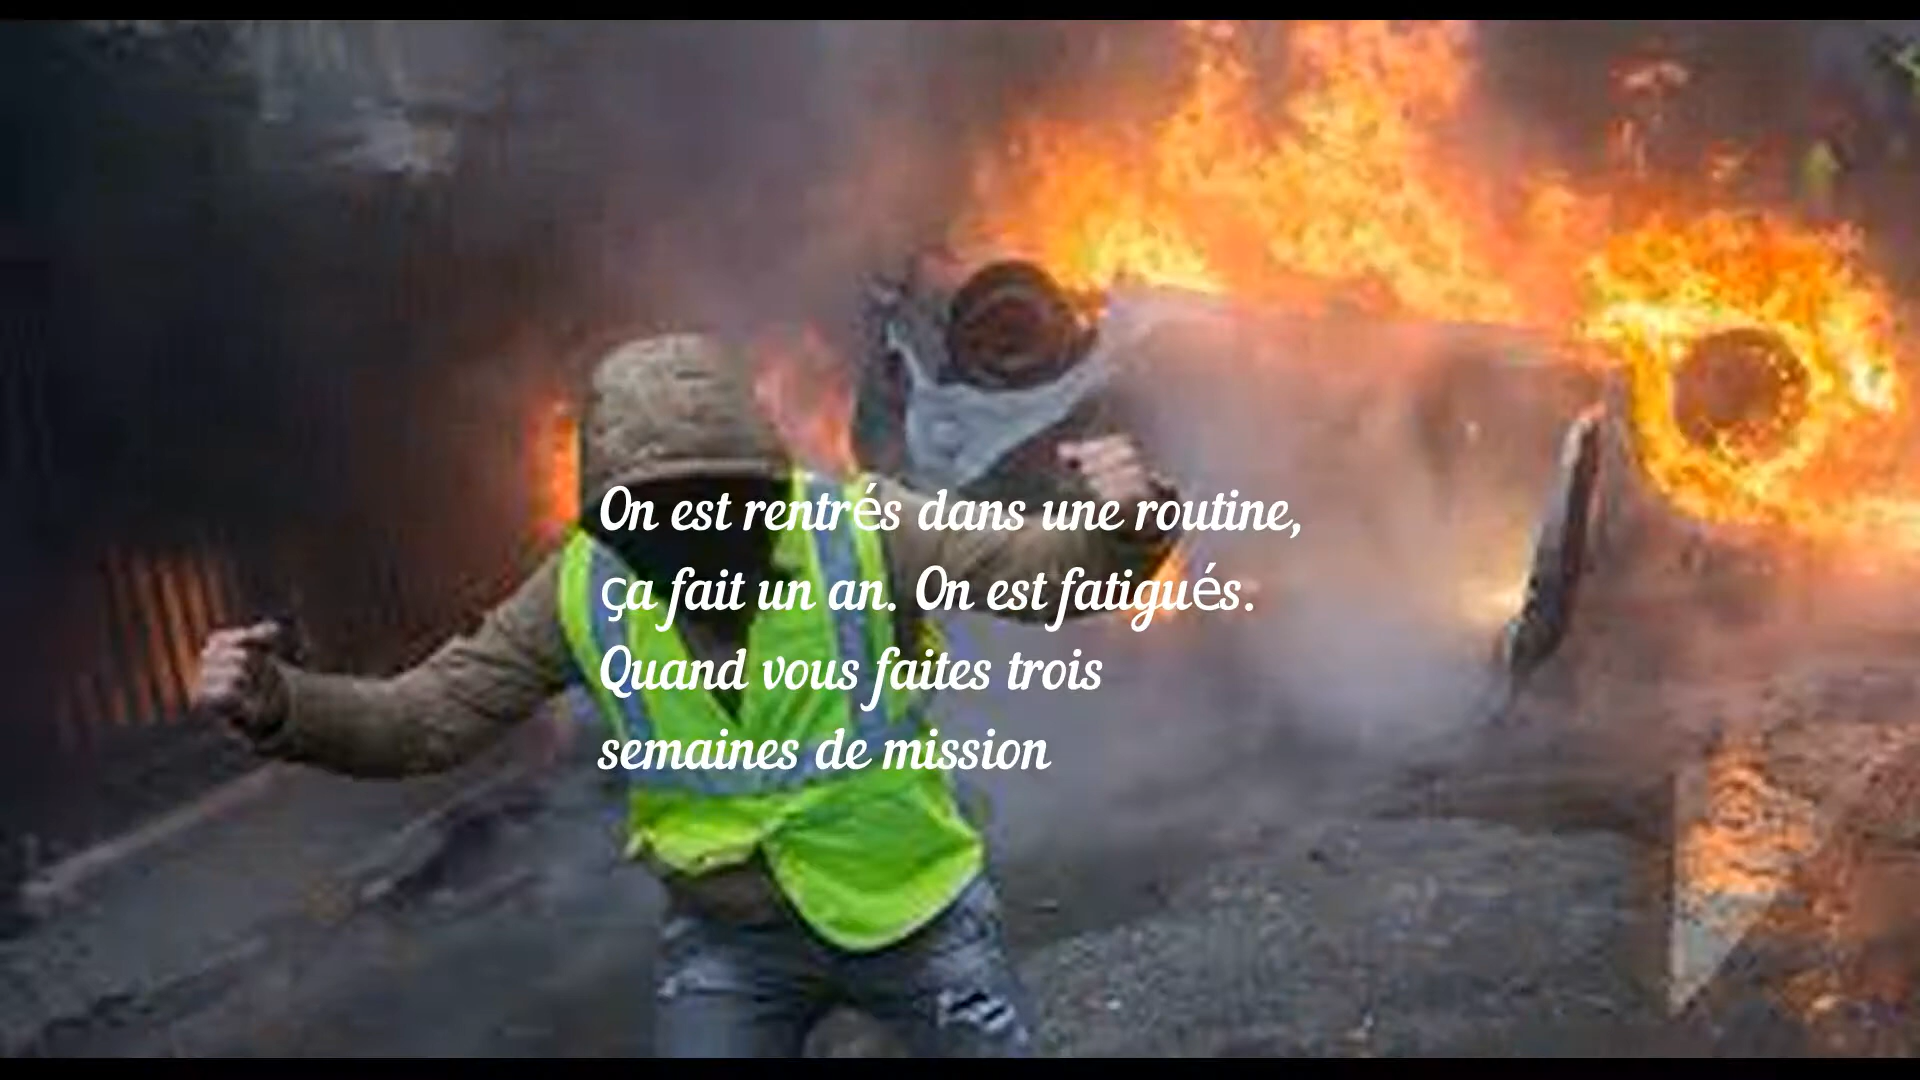 On est rentrés dans une routine,
ça fait un an. On est fatigués.
Quand vous faites trois
semaines de mission